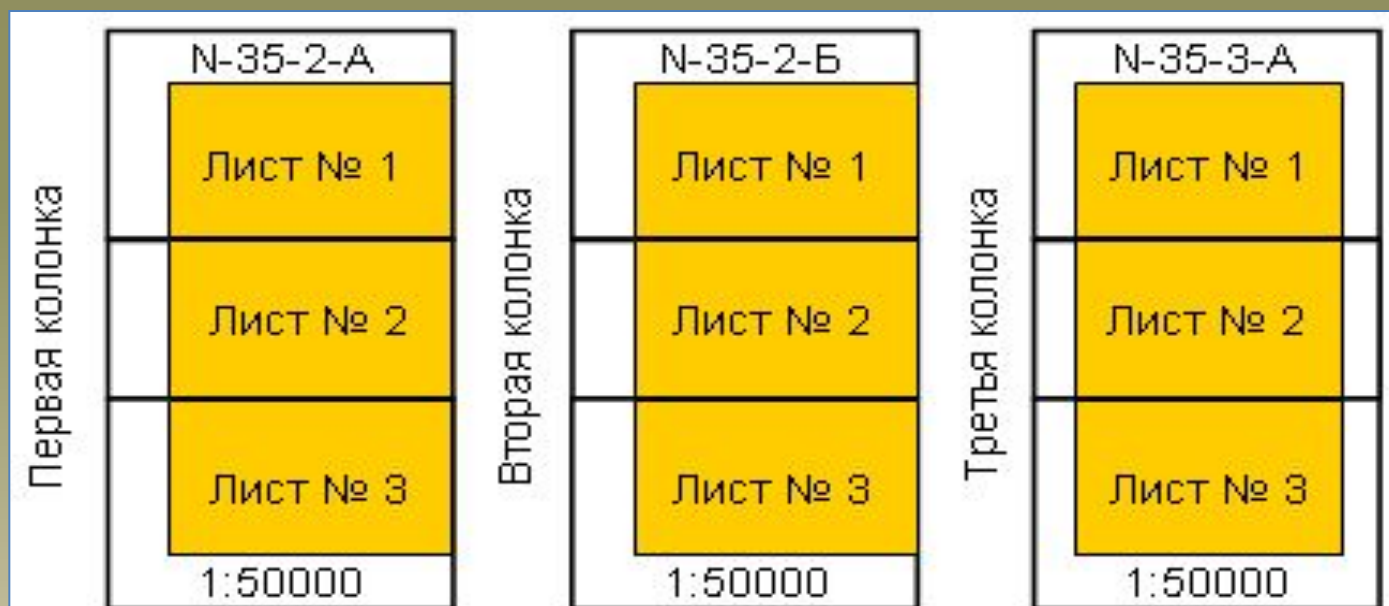 Первая колонка
N-35-2-А
Лист № 1
Лист № 2
Лист № 3
1:50000
Вторая колонка
N-35-2-Б
Лист № 1
Лист № 2
Лист № 3
1:50000
Третья колонка
N-35-3-А
Лист № 1
Лист № 2
Лист № 3
1:50000